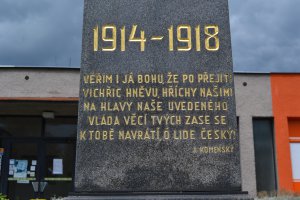 1914-1918
VĚŘÍM I JÁ BOHU, ŽE PO PŘEJITÍ
VICHŘIC HNĚVU, HŘÍCHY NAŠIMI
NA HLAVY NAŠE UVEDENÉHO
VLÁDA VĚCÍ TVÝCH ZASE SE
K TOBĚ NAVRÁTÍ, Ó LIDE ČESKÝ!
J. KOMENSKÝ